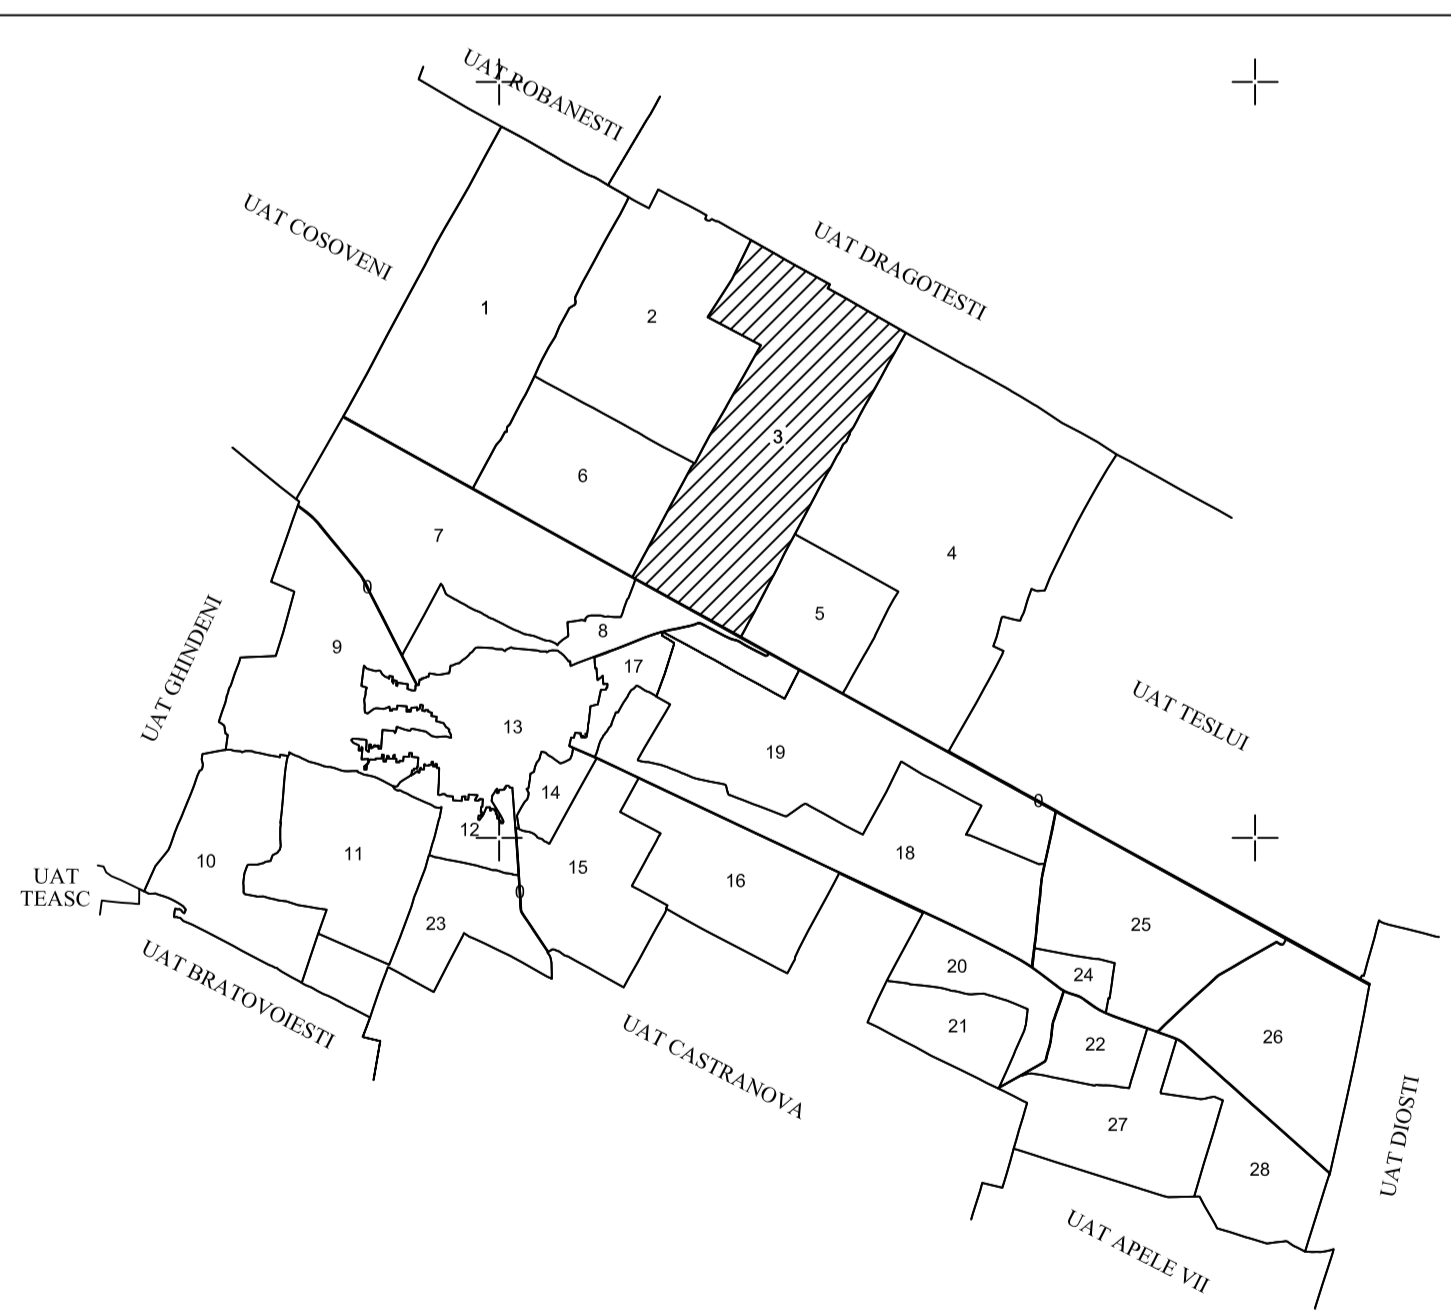 UAT ROBANESTI
UAT COSOVENI
UAT DRAGOTESTI
1
2
3
6
7
4
0
5
8
9
17
UAT GHINDENI
UAT TESLUI
13
19
14
0
12
18
11
10
15
16
UAT
TEASC
0
23
25
UAT BRATOVOIESTI
20
24
21
22
26
UAT CASTRANOVA
27
28
UAT DIOSTI
UAT APELE VII